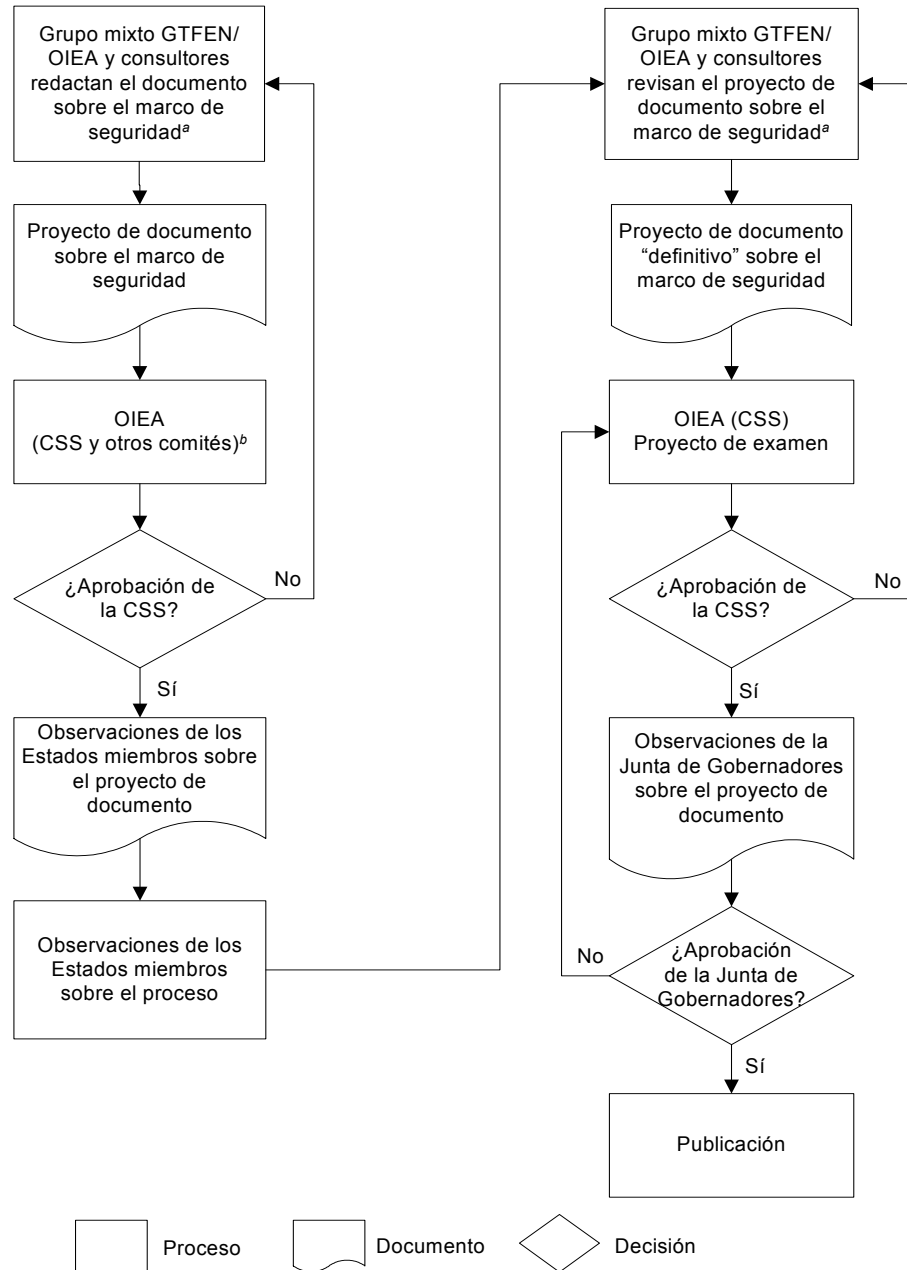 Grupo mixto GTFEN/
OIEA y consultores
redactan el documento
sobre el marco de
seguridadª
Proyecto de documento
sobre el marco de
seguridad
OIEA
(CSS y otros comités)ᵇ
¿Aprobación de
la CSS?
No
Sí
Observaciones de los
Estados miembros sobre
el proyecto de
documento
Observaciones de los
Estados miembros
sobre el proceso
Grupo mixto GTFEN/
OIEA y consultores
revisan el proyecto de
documento sobre el
marco de seguridadª
Proyecto de documento
“definitivo” sobre el
marco de seguridad
OIEA (CSS)
Proyecto de examen
¿Aprobación de
la CSS?
No
Sí
Observaciones de la
Junta de Gobernadores
sobre el proyecto de
documento
¿Aprobación
de la Junta de
Gobernadores?
No
Sí
Publicación
Proceso
Documento
Decisión